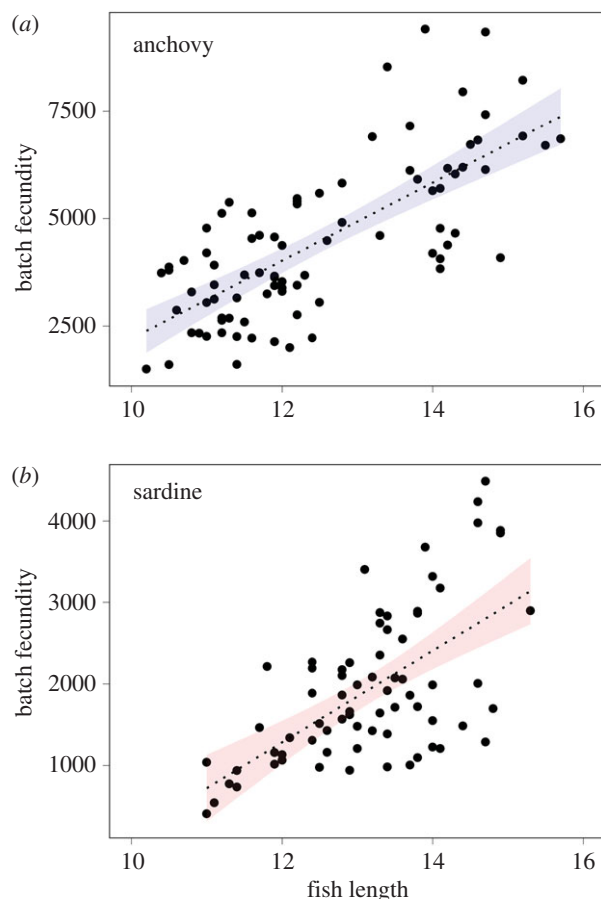 (a)
anchovy
batch fecundity
7500
5000
2500
10 12 14 16
(b)
sardine
batch fecundity
4000
3000
2000
1000
10 12 14 16
fish length